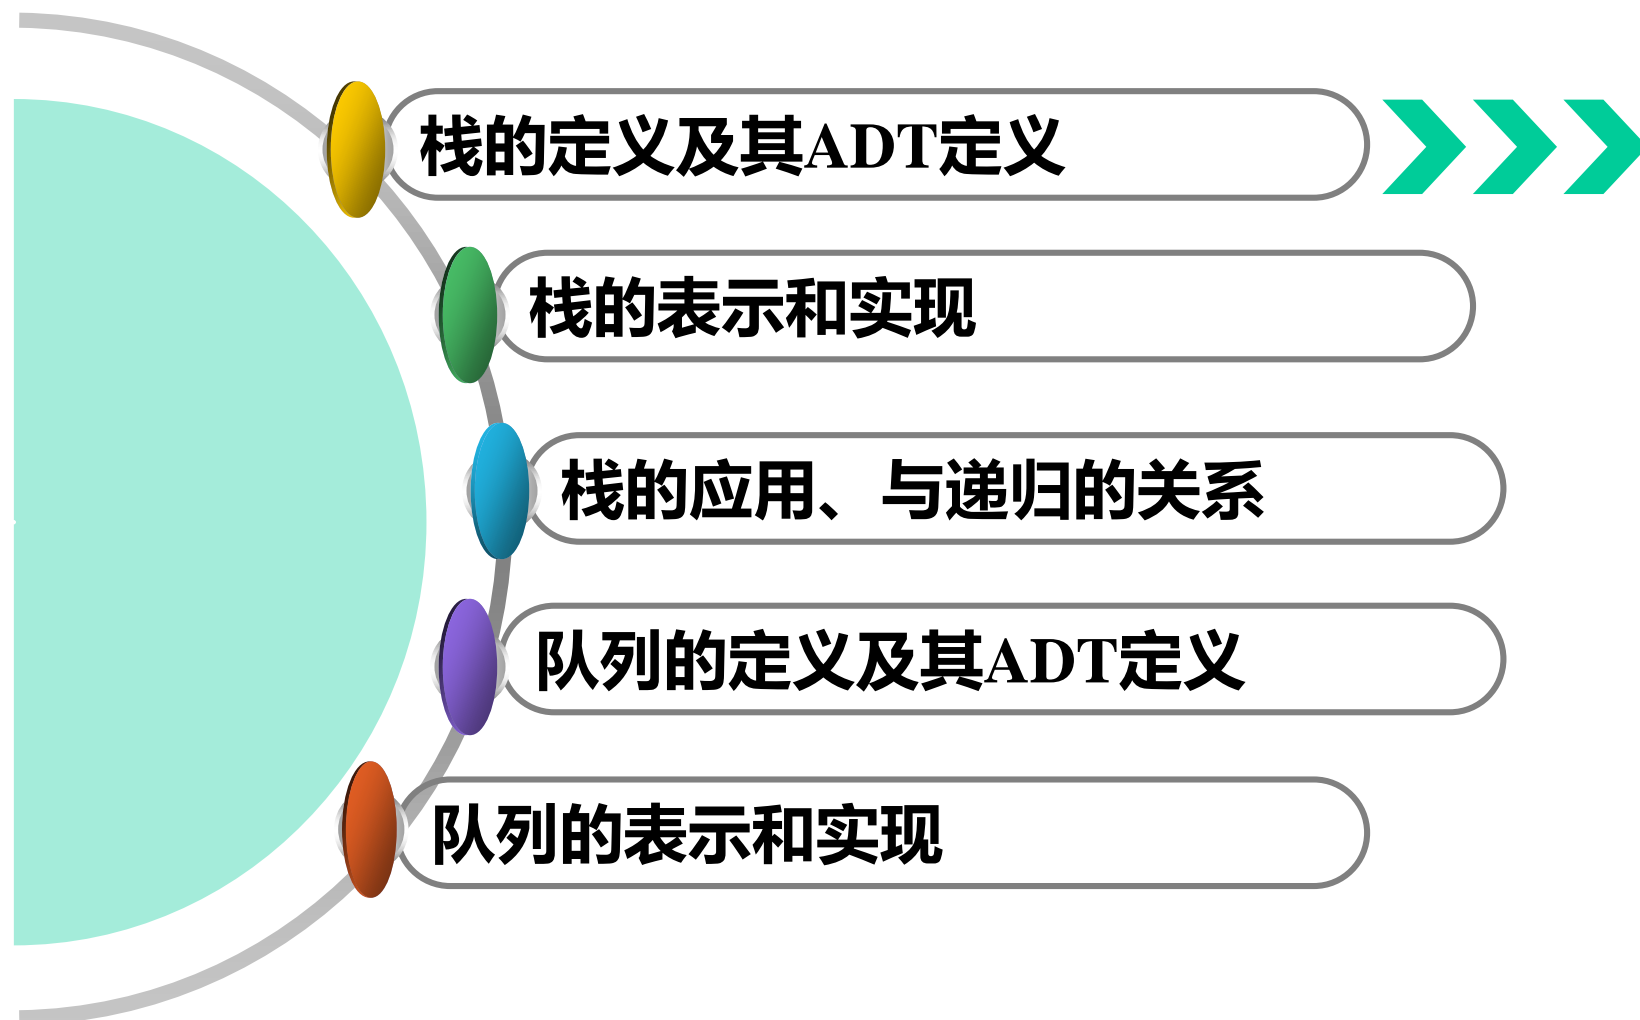 栈的定义及其ADT定义
栈的表示和实现
栈的应用、与递归的关系
队列的定义及其ADT定义
队列的表示和实现